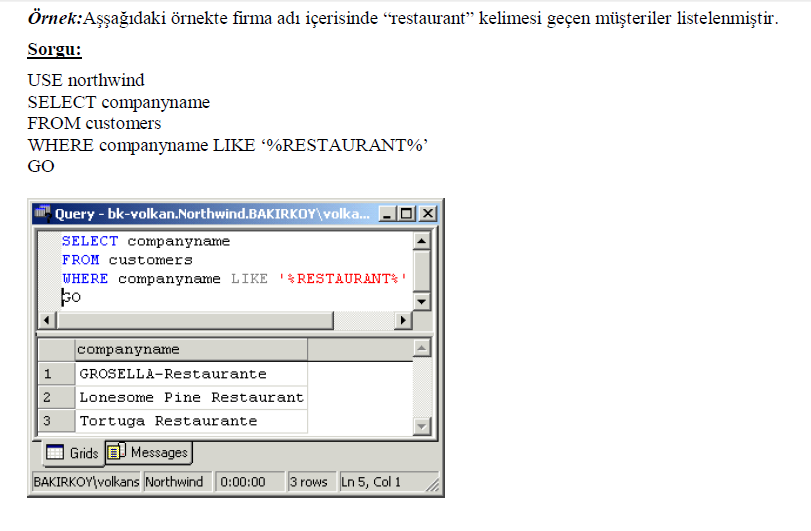 Örnek:Aşşağıdaki örnekte firma adı içerisinde “restaurant” kelimesi geçen müşteriler listelenmiştir.
Sorgu:
USE northwind
SELECT companyname
FROM customers
WHERE companyname LIKE ‘%RESTAURANT%’
GO
Query - bk-volkan.Northwind.BAKIRKOY\volka...
SELECT companyname
FROM customers
WHERE companyname LIKE '%RESTAURANT%'
GO
companyname
1 GROSELLA-Restaurante
2 Lonesome Pine Restaurant
3 Tortuga Restaurante
Grids Messages
BAKIRKOY\volkans Northwind 0:00:00 3 rows Ln 5, Col 1